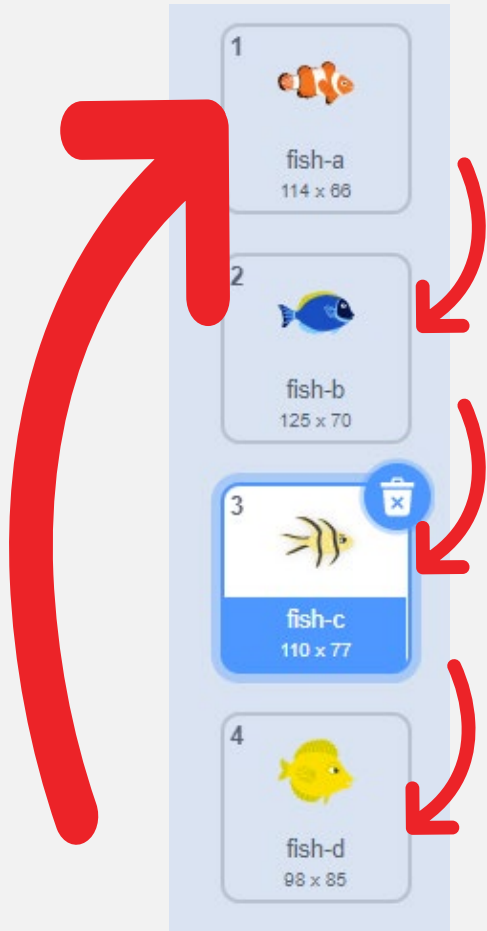 1
fish-a
114 x 66
2
fish-b
125 x 70
3
fish-c
110 x 77
4
fish-d
98 x 85